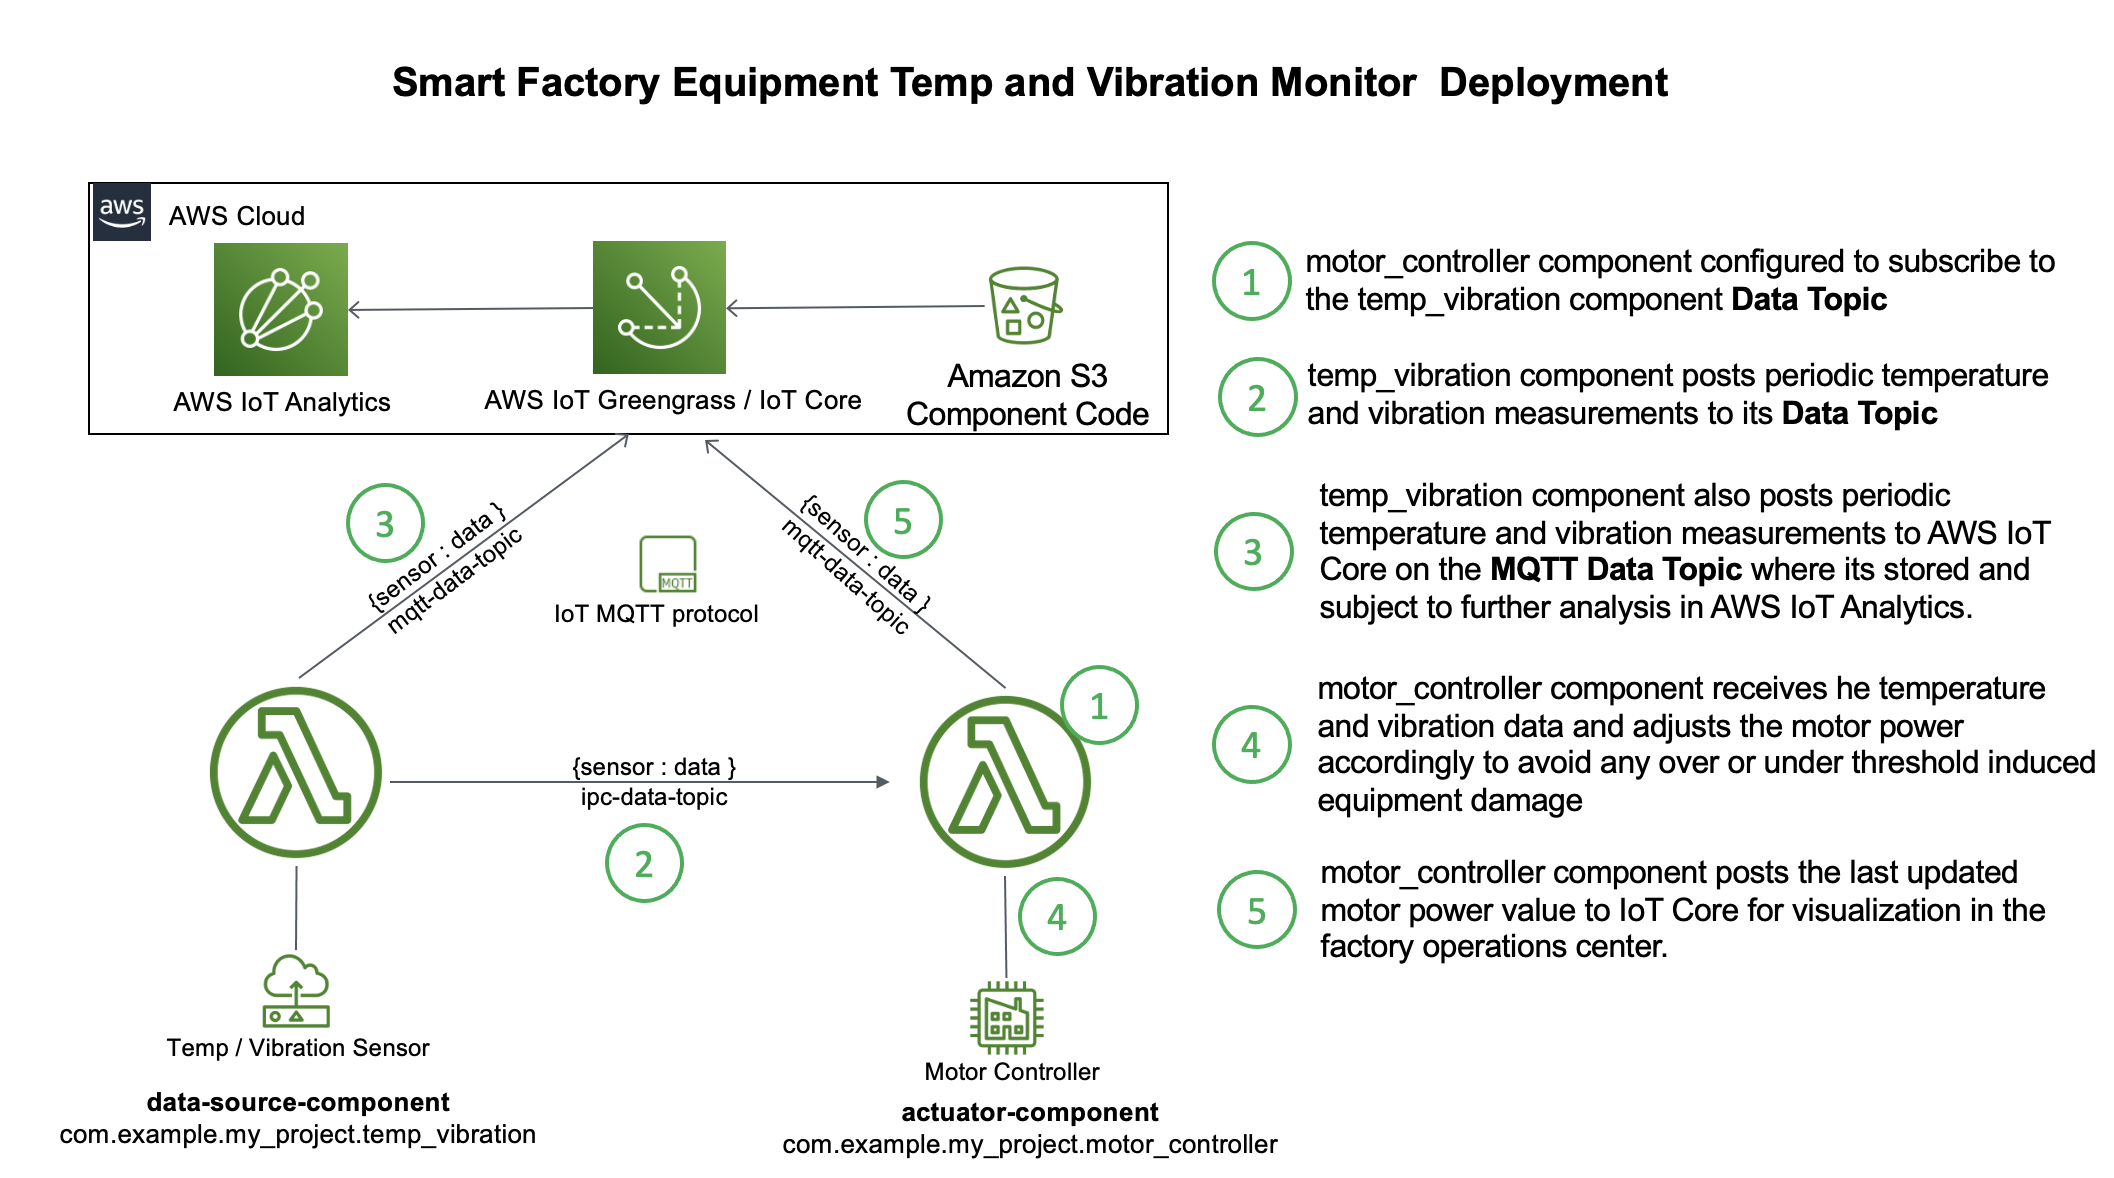 Smart Factory Equipment Temp and Vibration Monitor  Deployment
aws
AWS Cloud
AWS IoT Analytics
AWS IoT Greengrass / IoT Core
Amazon S3
Component Code
3
{sensor : data }
mqtt-data-topic
MQTT
IoT MQTT protocol
5
{sensor : data }
mqtt-data-topic
1
{sensor : data }
ipc-data-topic
2
4
Temp / Vibration Sensor
data-source-component
com.example.my_project.temp_vibration
Motor Controller
actuator-component
com.example.my_project.motor_controller
1
motor_controller component configured to subscribe to
the temp_vibration component Data Topic
2
temp_vibration component posts periodic temperature
and vibration measurements to its Data Topic
3
temp_vibration component also posts periodic
temperature and vibration measurements to AWS IoT
Core on the MQTT Data Topic where its stored and
subject to further analysis in AWS IoT Analytics.
4
motor_controller component receives he temperature
and vibration data and adjusts the motor power
accordingly to avoid any over or under threshold induced
equipment damage
5
motor_controller component posts the last updated
motor power value to IoT Core for visualization in the
factory operations center.